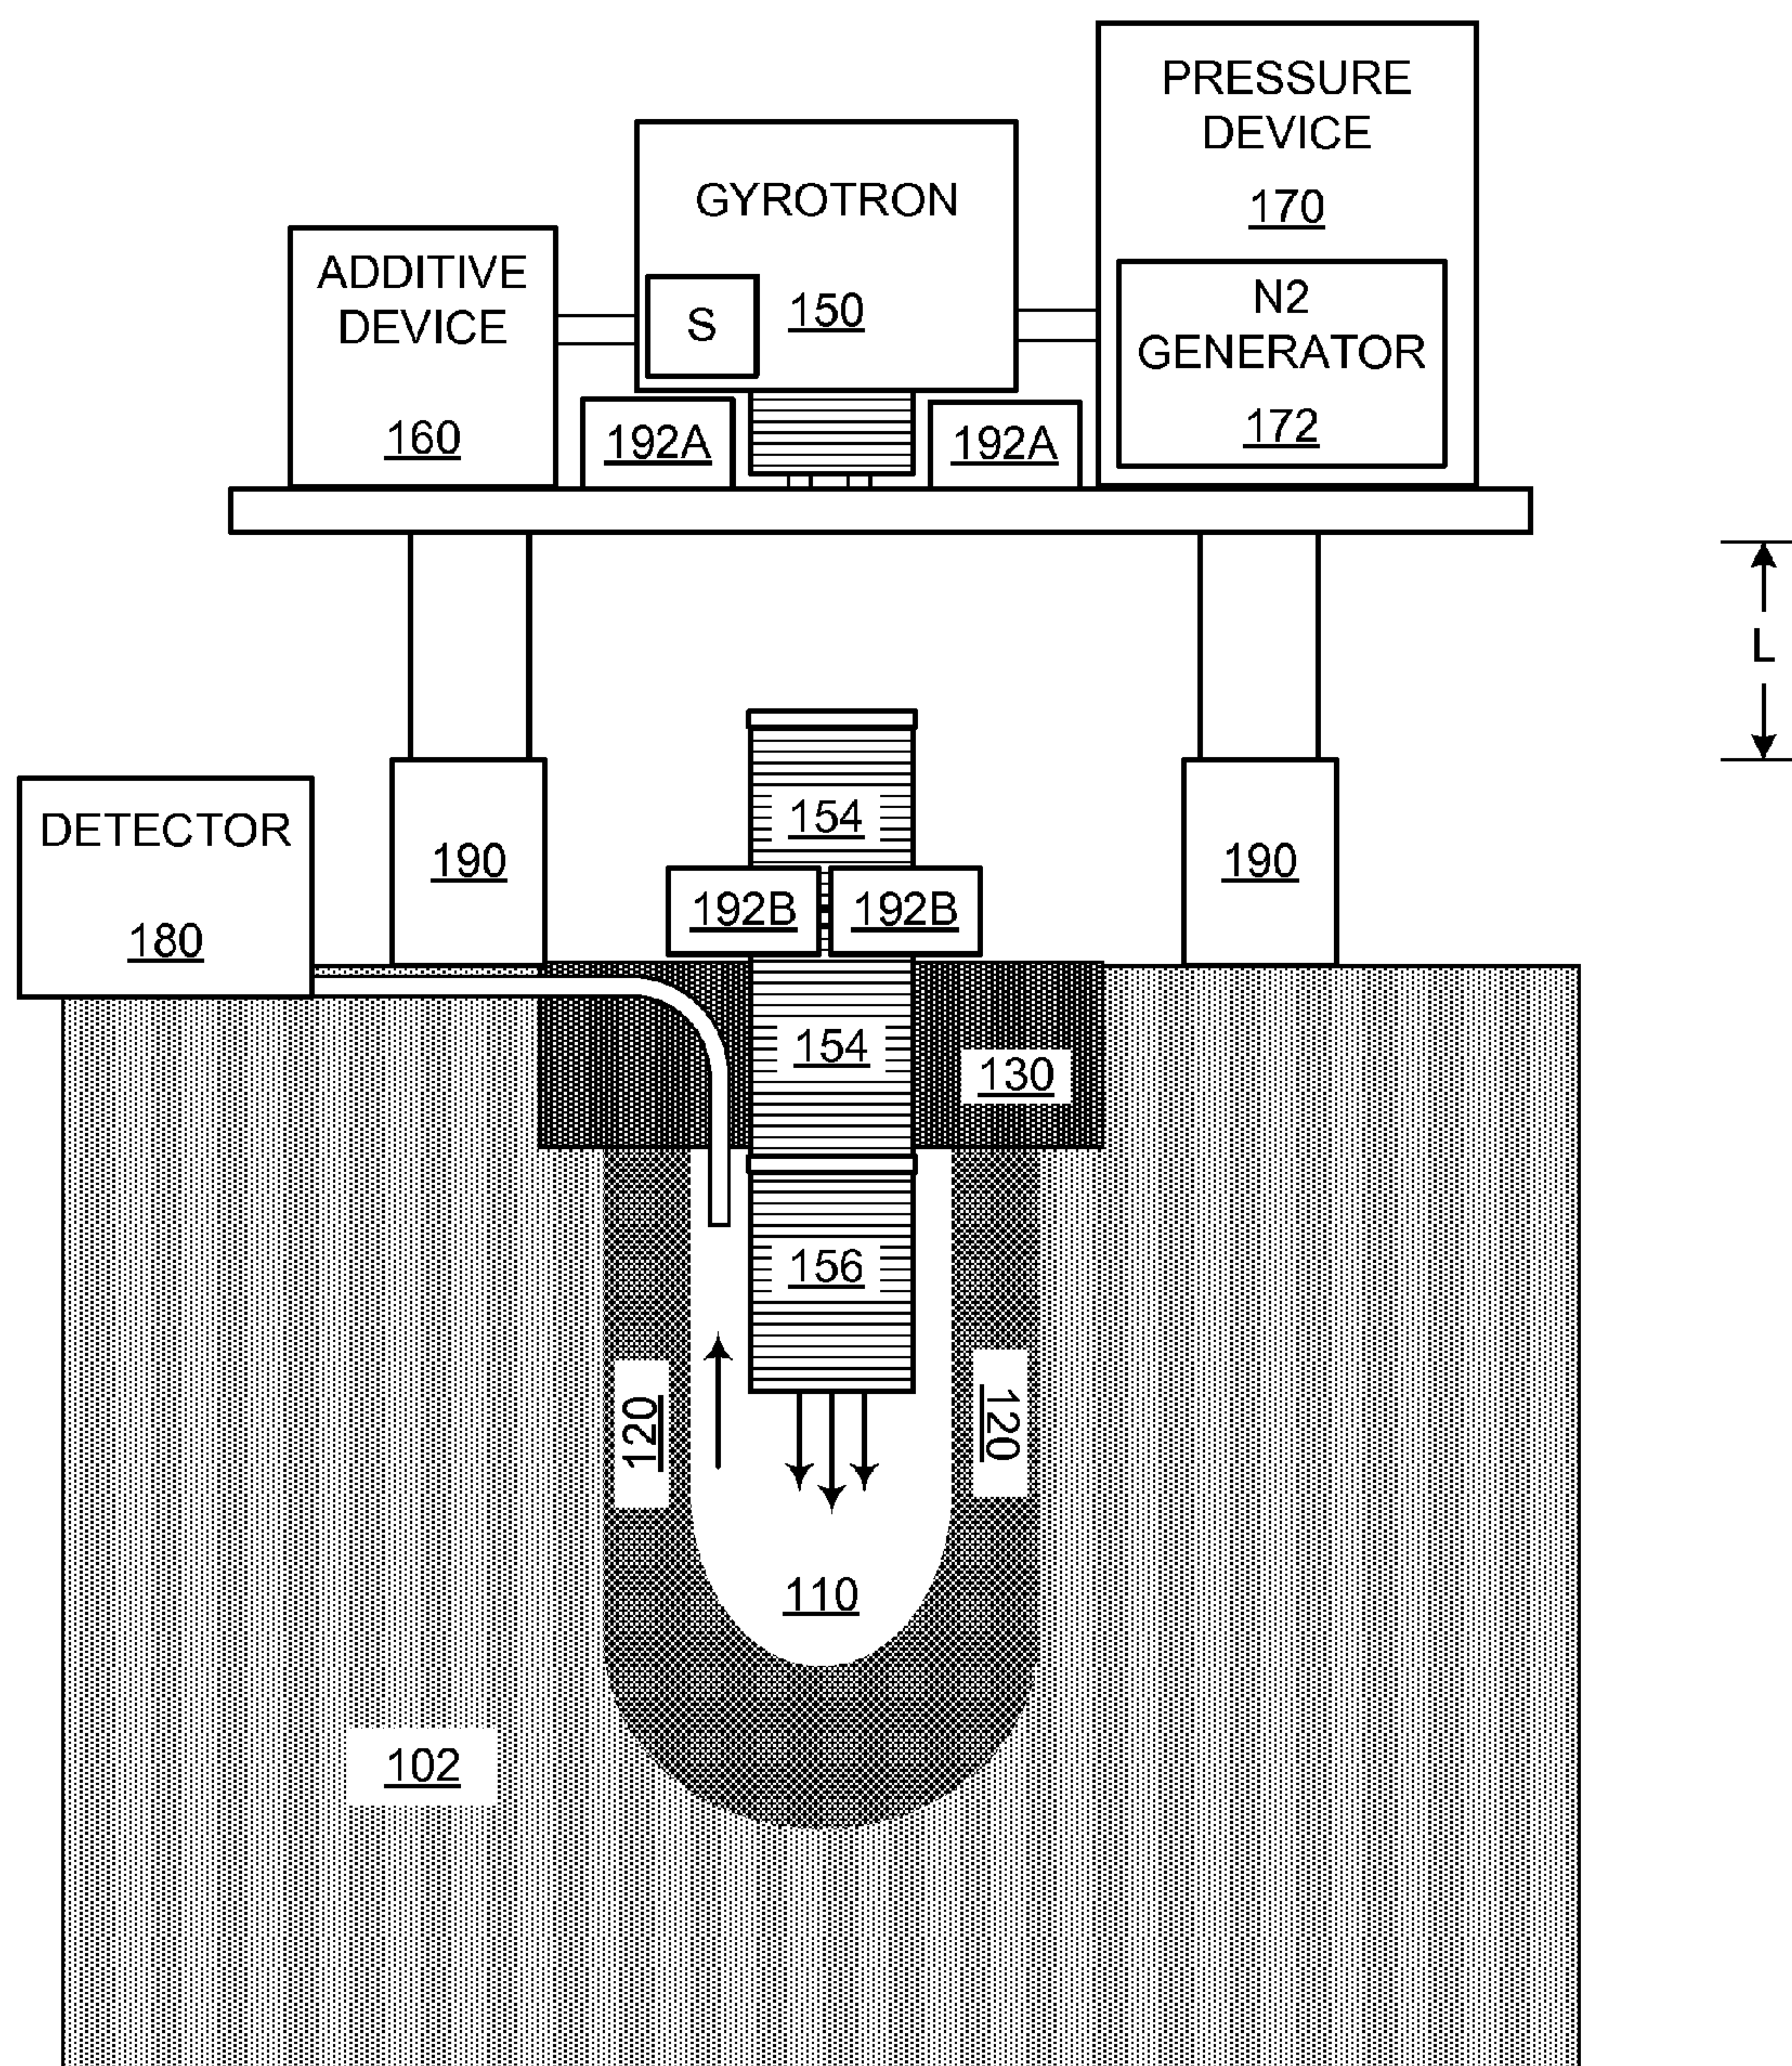 PRESSURE
DEVICE
170
GYROTRON
S
150
ADDITIVE
DEVICE
160
N2
GENERATOR
172
192A
192A
L
154
DETECTOR
180
190
190
192B
192B
154
130
156
120
120
110
102